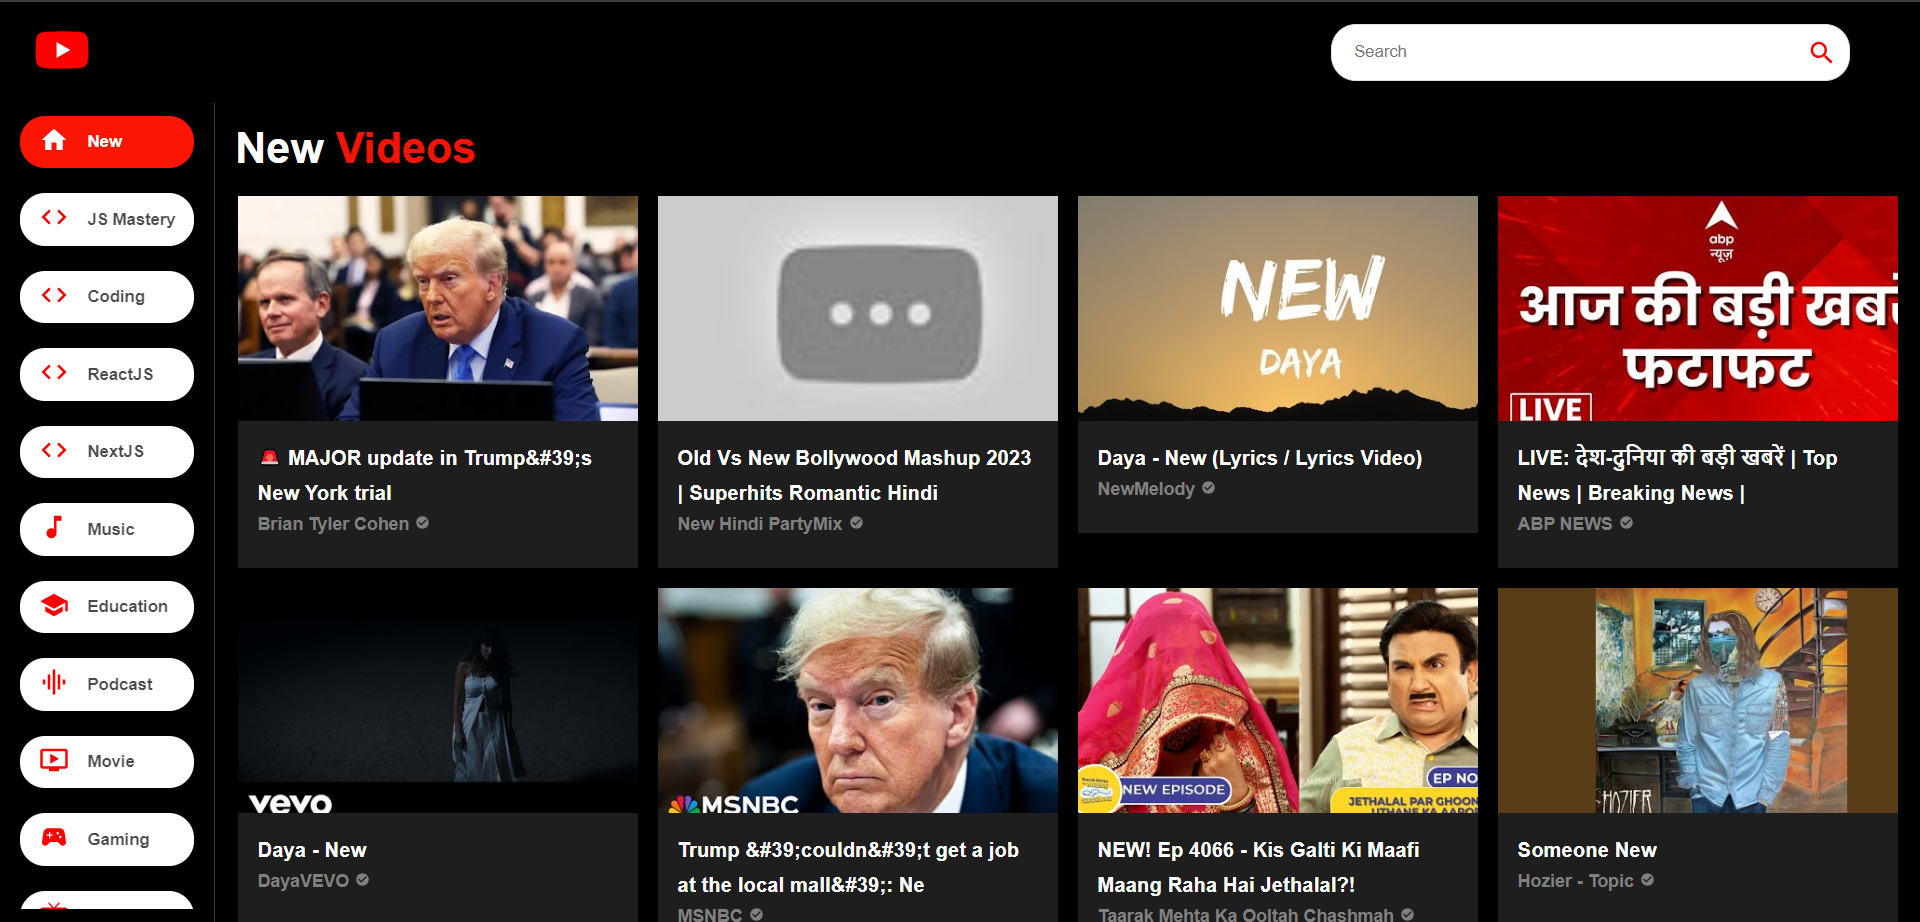 Search
New
JS Mastery
Coding
ReactJS
NextJS
Music
Education
Podcast
Movie
Gaming
New Videos
NEW
DAYA
abp
न्यूज़
आज की बड़ी खबरें
फटाफट
LIVE
🚨 MAJOR update in Trump&#39;s
New York trial
Brian Tyler Cohen
Old Vs New Bollywood Mashup 2023
| Superhits Romantic Hindi
New Hindi PartyMix
Daya - New (Lyrics / Lyrics Video)
NewMelody
LIVE: देश-दुनिया की बड़ी खबरें | Top
News | Breaking News |
ABP NEWS
vevo
MSNBC
NEW EPISODE
EP NO
JETHALAL PAR GHOON
UTHANE KA AAROP
HOZIER
Daya - New
DayaVEVO
Trump &#39;couldn&#39;t get a job
at the local mall&#39;: Ne
MSNBC
NEW! Ep 4066 - Kis Galti Ki Maafi
Maang Raha Hai Jethalal?!
Taarak Mehta Ka Ooltah Chashmah
Someone New
Hozier - Topic